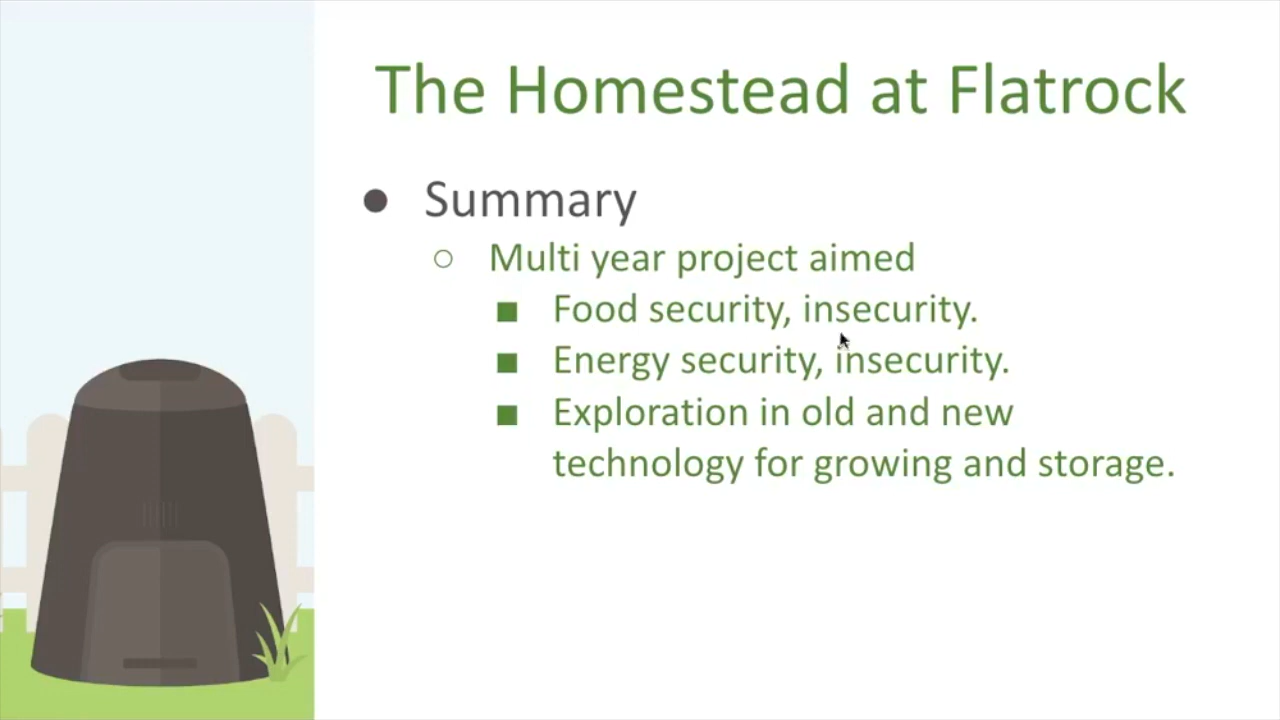 The Homestead at Flatrock
Summary
Multi year project aimed
Food security, insecurity.
Energy security, insecurity.
Exploration in old and new
technology for growing and storage.